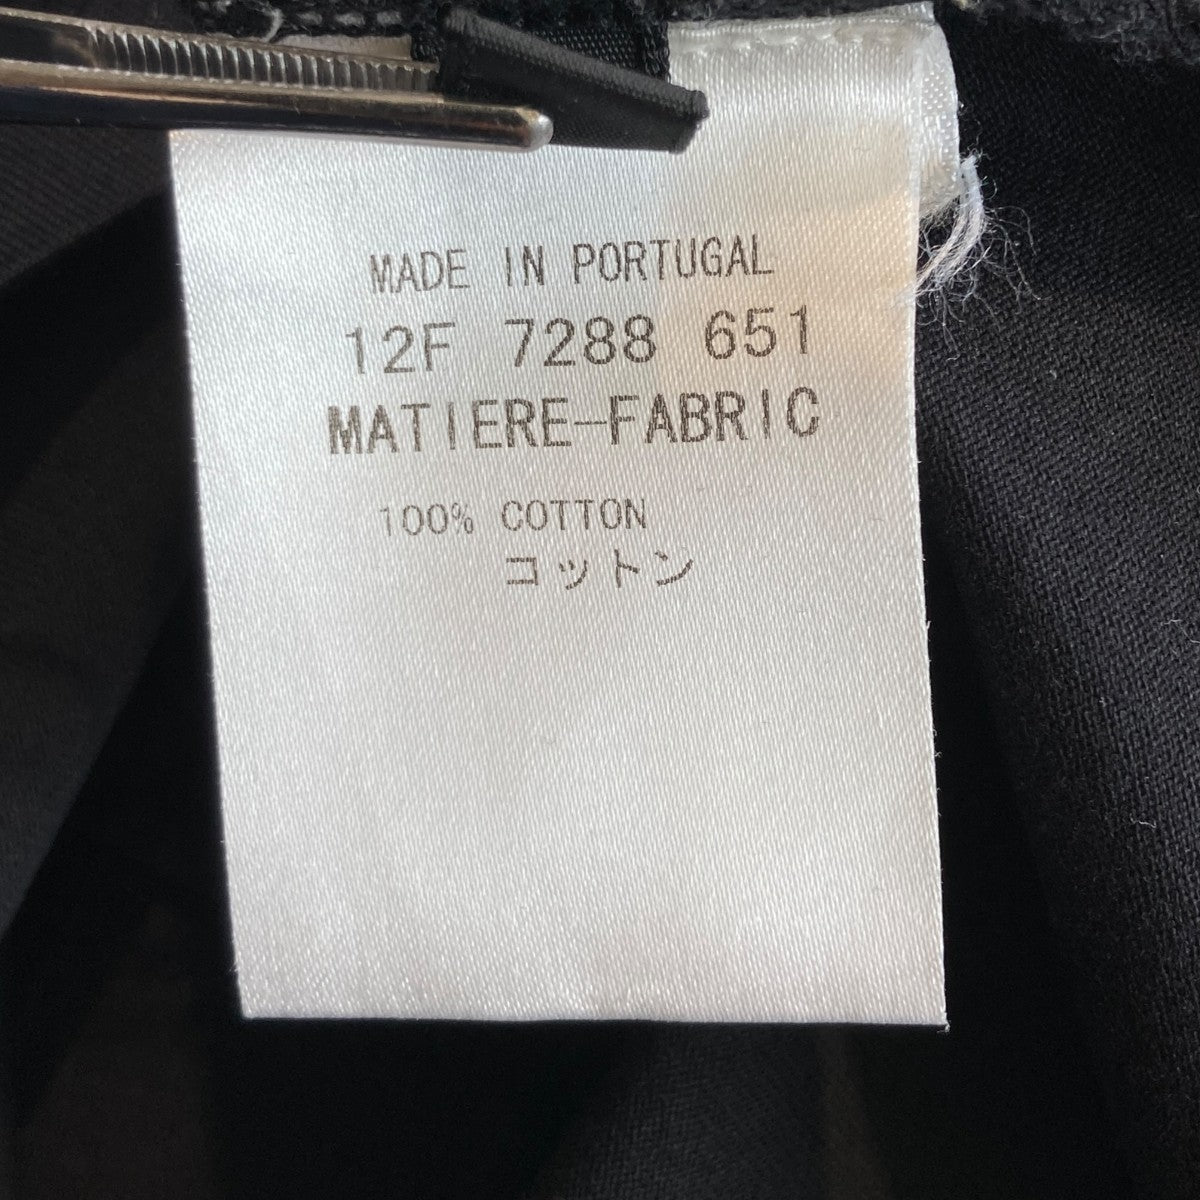 MADE IN PORTUGAL
12F 7288 651
MATIERE-FABRIC
100% COTTON
コットン